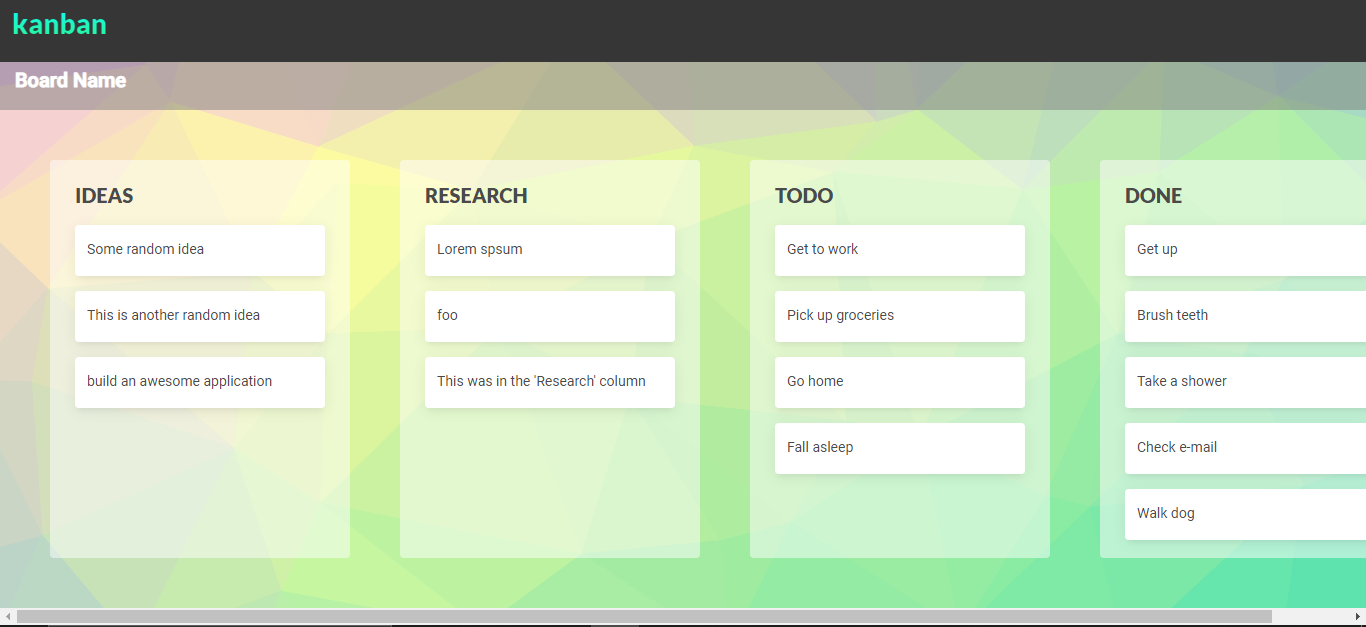 kanban
Board Name
IDEAS
Some random idea
This is another random idea
build an awesome application
RESEARCH
Lorem spsum
foo
This was in the 'Research' column
TODO
Get to work
Pick up groceries
Go home
Fall asleep
DONE
Get up
Brush teeth
Take a shower
Check e-mail
Walk dog